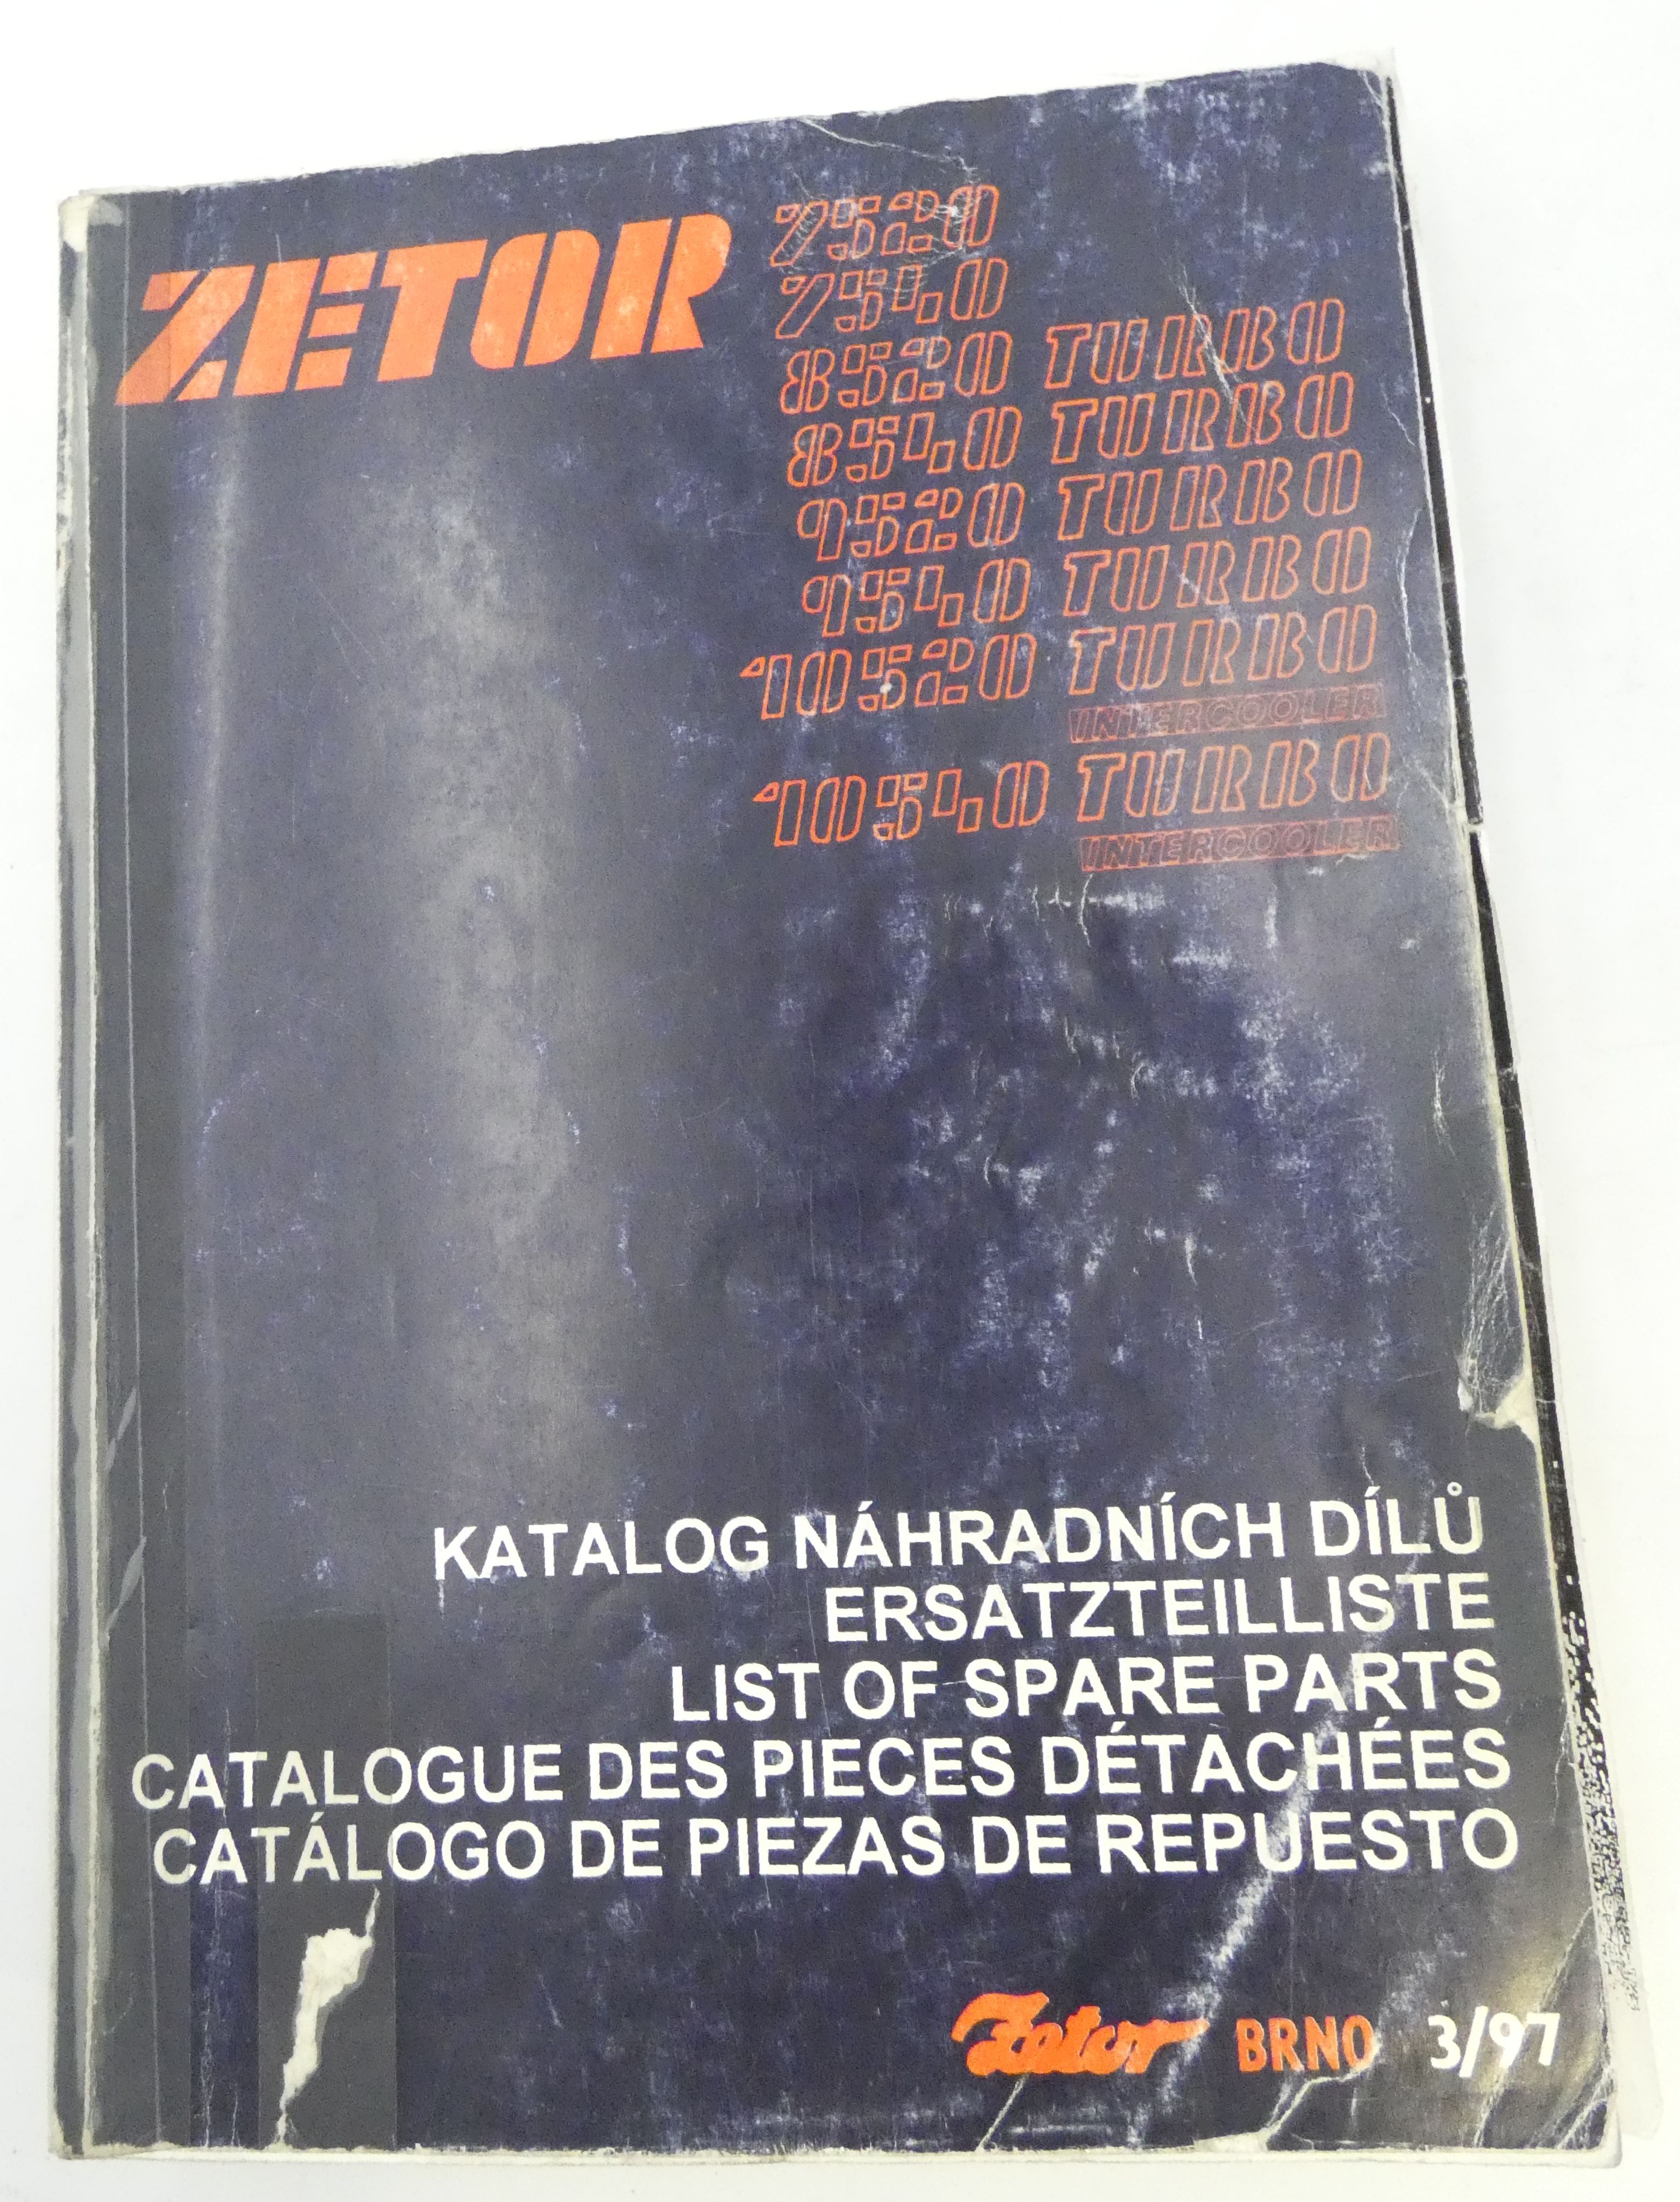 ZETOR
7520
7540
8520 TURBO
8540 TURBO
9520 TURBO
9540 TURBO
10520 TURBO
INTERCOOLER
10540 TURBO
INTERCOOLER
KATALOG NÁHRADNÍCH DÍLŮ
ERSATZTEILLISTE
LIST OF SPARE PARTS
CATALOGUE DES PIECES DÉTACHÉES
CATÁLOGO DE PIEZAS DE REPUESTO
Zetor BRNO 3/97